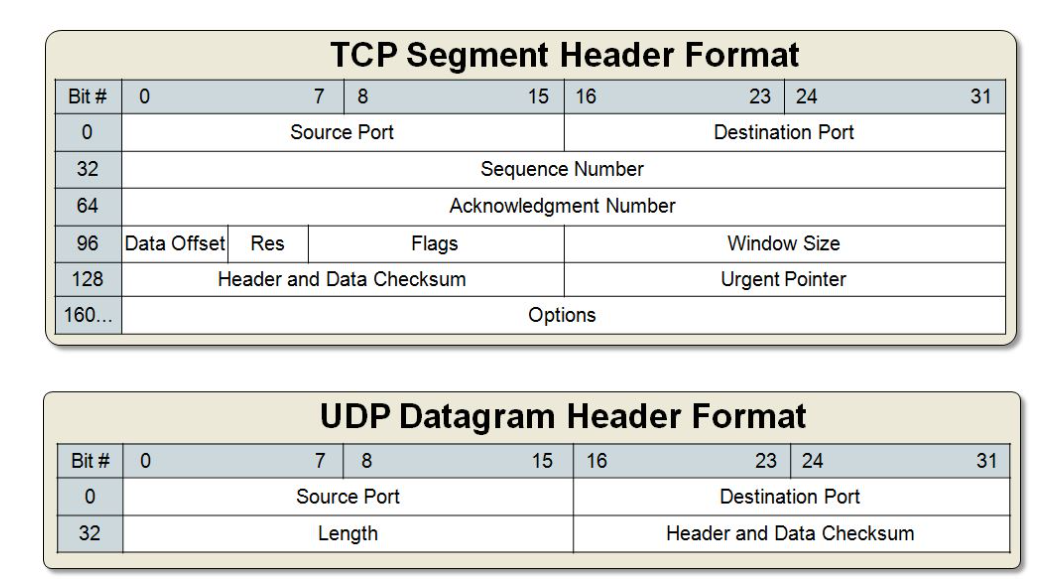 TCP Segment Header Format
Bit # 0 7 8 15 16 23 24 31
0 Source Port Destination Port
32 Sequence Number
64 Acknowledgment Number
96 Data Offset Res Flags Window Size
128 Header and Data Checksum Urgent Pointer
160... Options
UDP Datagram Header Format
Bit # 0 7 8 15 16 23 24 31
0 Source Port Destination Port
32 Length Header and Data Checksum